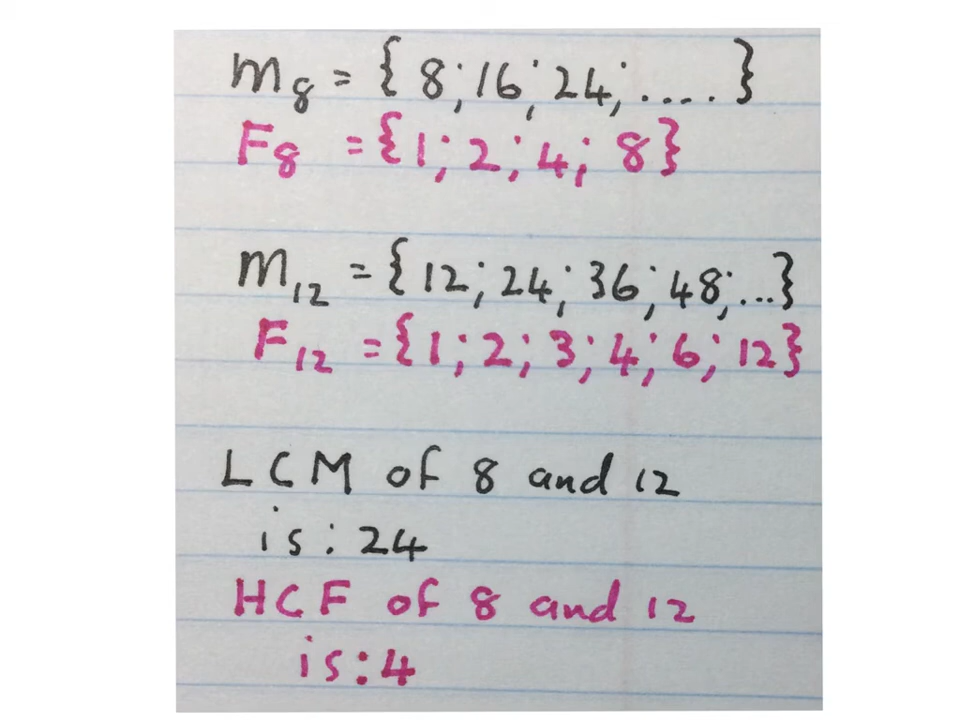 M8 = {8;16;24;....}
F8 = {1;2;4;8}
M12 = {12;24;36;48;...}
F12 = {1;2;3;4;6;12}
LCM of 8 and 12
is:24
HCF of 8 and 12
is:4